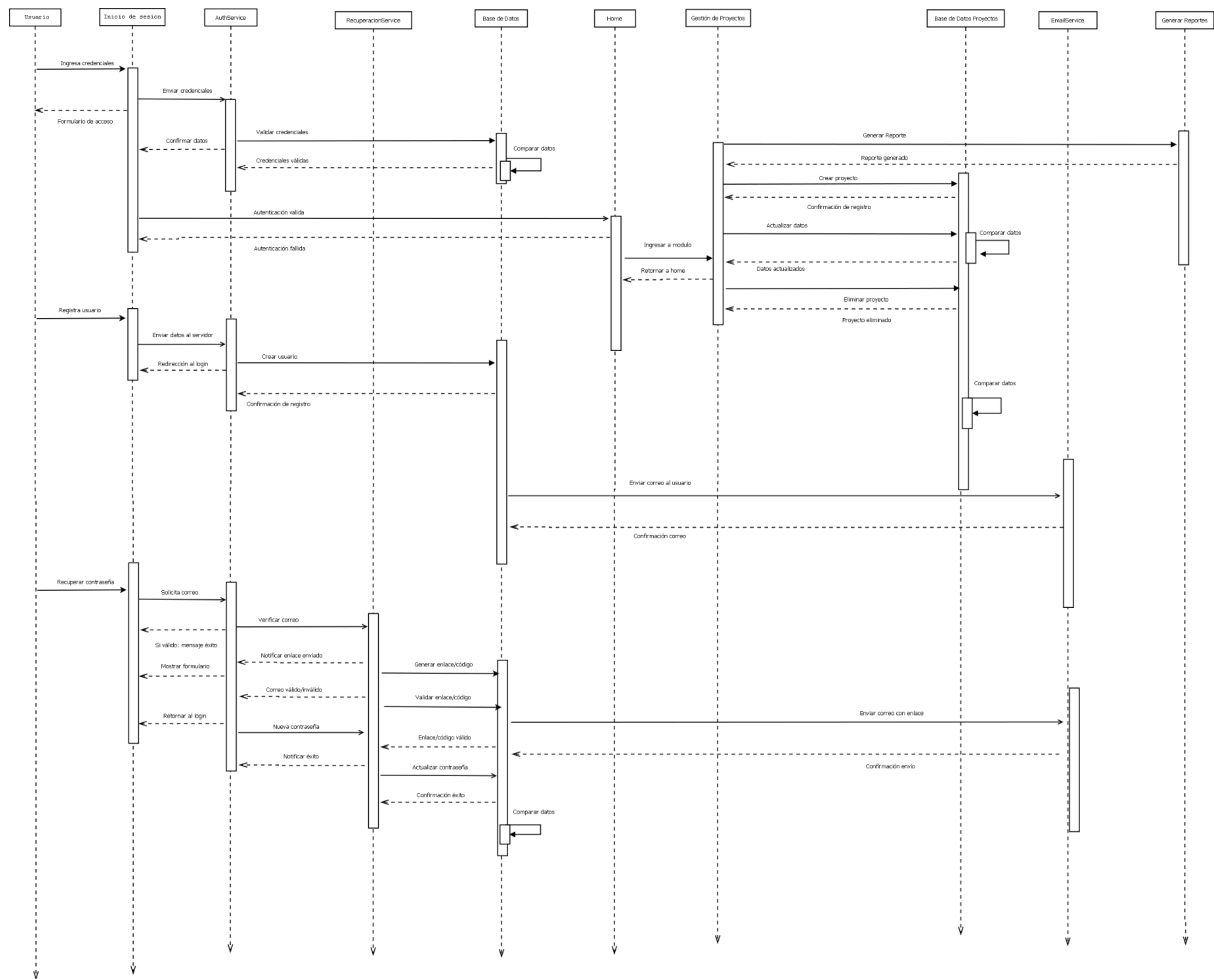 Usuario
Inicio de sesion
AuthService
RecuperacionService
Base de Datos
Home
Gestión de Proyectos
Base de Datos Proyectos
EmailService
Generar Reportes
Ingresa credenciales
Enviar credenciales
Formulario de acceso
Validar credenciales
Confirmar datos
Comparar datos
Credenciales válidas
Generar Reporte
Reporte generado
Crear proyecto
Confirmación de registro
Autenticación valida
Actualizar datos
Comparar datos
Autenticación fallida
Ingresar a modulo
Datos actualizados
Retornar a home
Eliminar proyecto
Proyecto eliminado
Registra usuario
Enviar datos al servidor
Crear usuario
Redirección al login
Comparar datos
Confirmación de registro
Enviar correo al usuario
Confirmación correo
Recuperar contraseña
Solicita correo
Verificar correo
Si válido: mensaje éxito
Notificar enlace enviado
Mostrar formulario
Generar enlace/código
Correo válido/inválido
Validar enlace/código
Retornar al login
Enviar correo con enlace
Nueva contraseña
Enlace/código válido
Notificar éxito
Actualizar contraseña
Confirmación envío
Confirmación éxito
Comparar datos